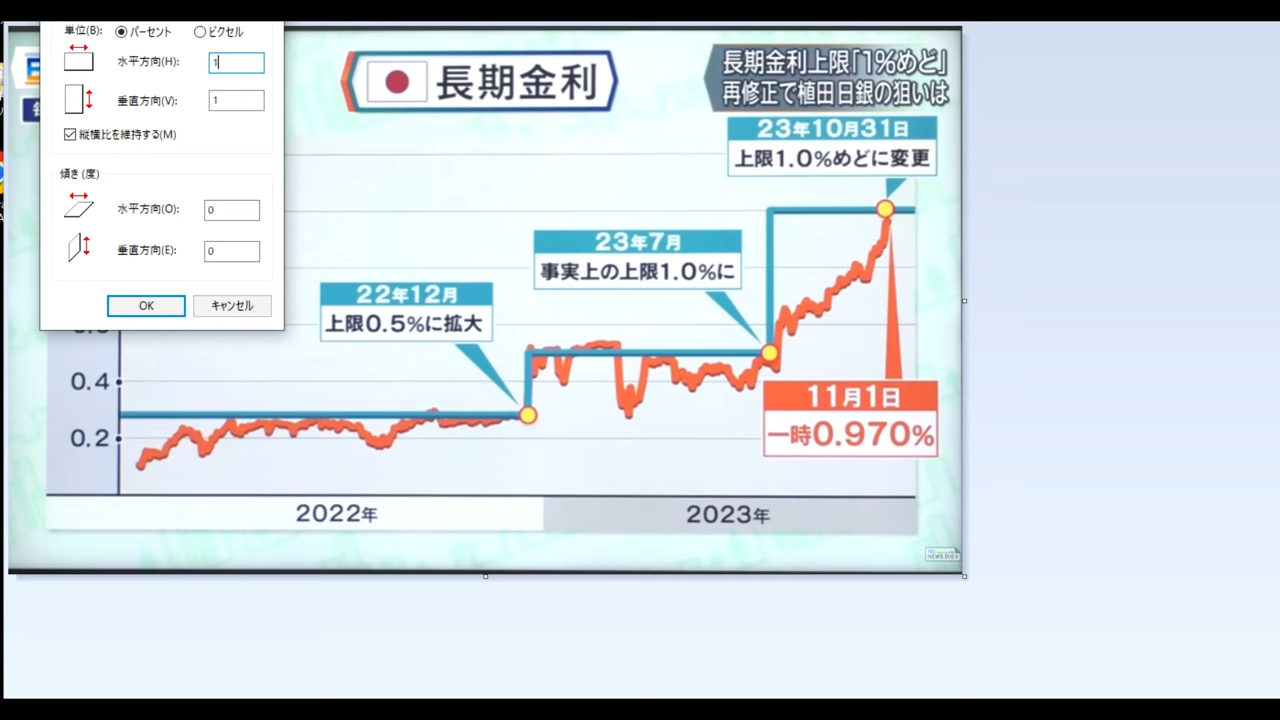 単位(B):
パーセント
ピクセル
水平方向(H):
1
垂直方向(V):
1
縦横比を維持する(M)
傾き(度)
水平方向(O):
0
垂直方向(E):
0
OK
キャンセル
長期金利
長期金利上限「1%めど」
再修正で植田日銀の狙いは
23年10月31日
上限1.0%めどに変更
23年7月
事実上の上限1.0%に
22年12月
上限0.5%に拡大
0.4
0.2
11月1日
一時0.970%
2022年
2023年
NEWS DIG